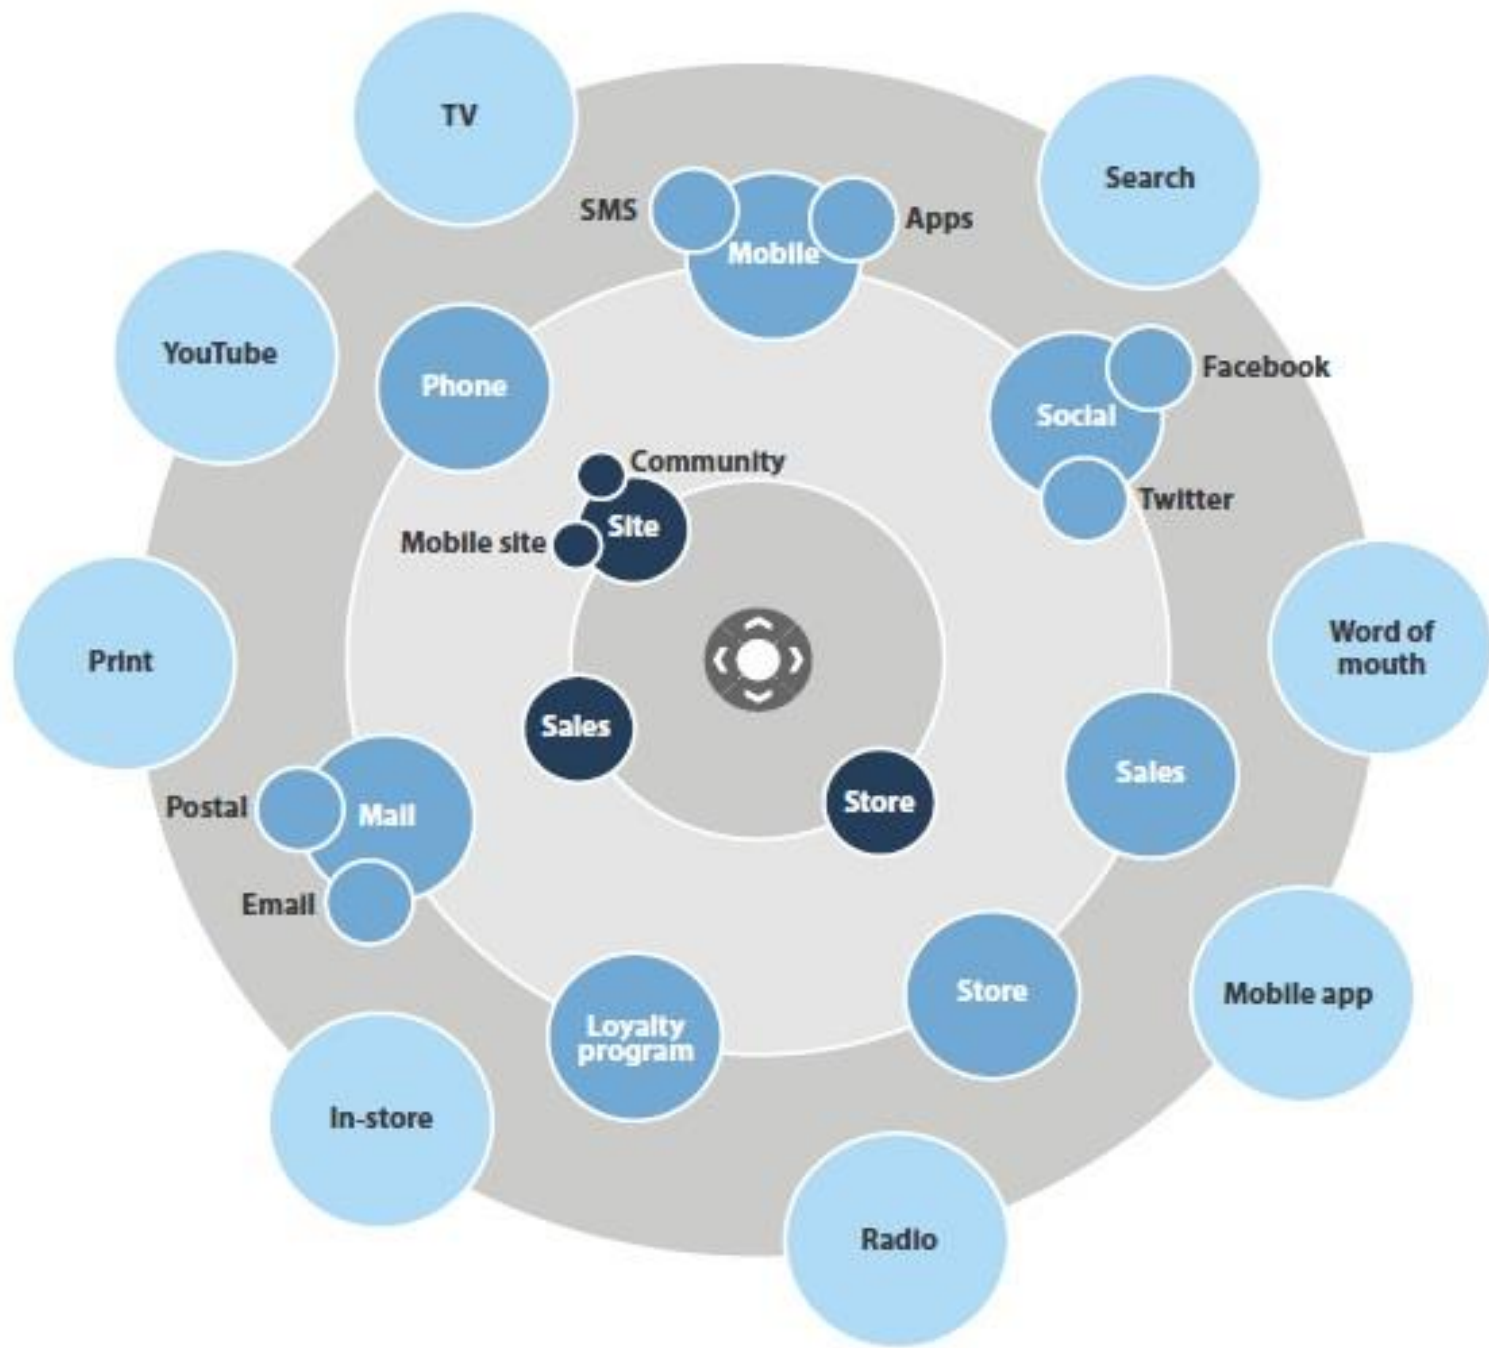 TV
Search
SMS
Apps
Mobile
YouTube
Phone
Facebook
Social
Community
Twitter
Site
Mobile site
Print
Word of
mouth
Sales
Sales
Store
Postal
Mail
Email
Store
Mobile app
Loyalty
program
In-store
Radio